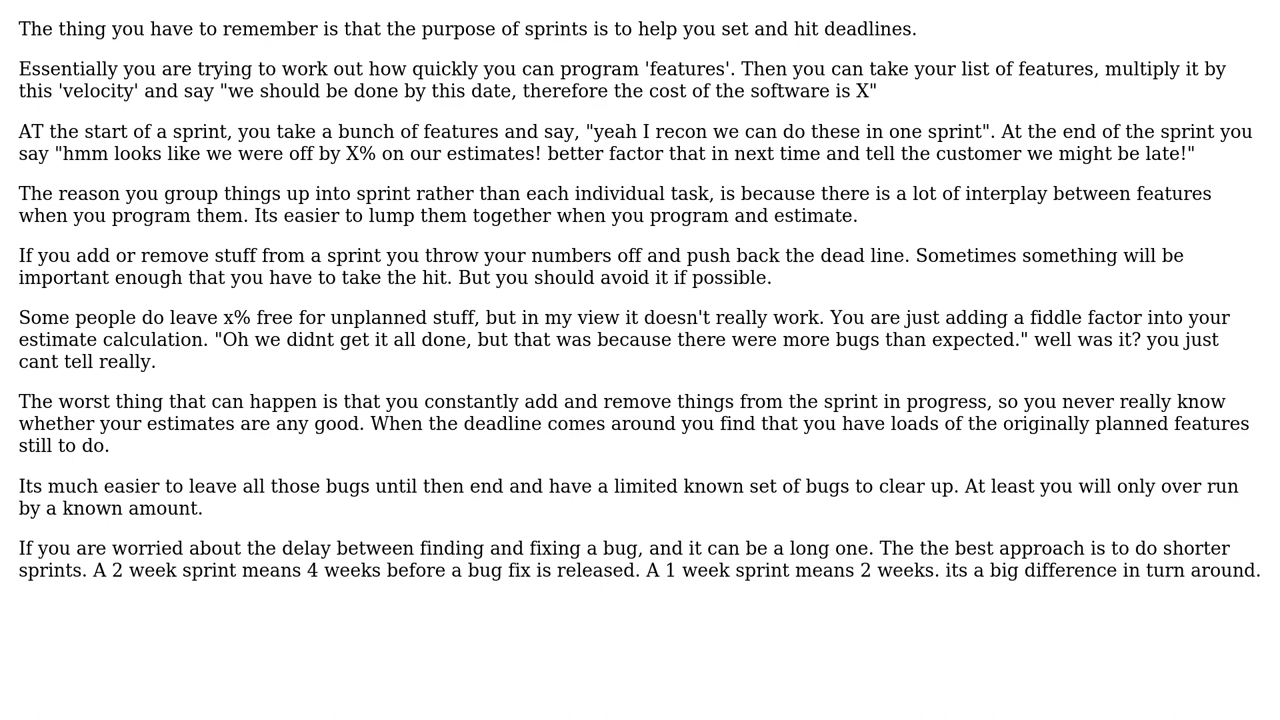 The thing you have to remember is that the purpose of sprints is to help you set and hit deadlines.
Essentially you are trying to work out how quickly you can program 'features'. Then you can take your list of features, multiply it by
this 'velocity' and say "we should be done by this date, therefore the cost of the software is X"
AT the start of a sprint, you take a bunch of features and say, "yeah I recon we can do these in one sprint". At the end of the sprint you
say "hmm looks like we were off by X% on our estimates! better factor that in next time and tell the customer we might be late!"
The reason you group things up into sprint rather than each individual task, is because there is a lot of interplay between features
when you program them. Its easier to lump them together when you program and estimate.
If you add or remove stuff from a sprint you throw your numbers off and push back the dead line. Sometimes something will be
important enough that you have to take the hit. But you should avoid it if possible.
Some people do leave x% free for unplanned stuff, but in my view it doesn't really work. You are just adding a fiddle factor into your
estimate calculation. "Oh we didnt get it all done, but that was because there were more bugs than expected." well was it? you just
cant tell really.
The worst thing that can happen is that you constantly add and remove things from the sprint in progress, so you never really know
whether your estimates are any good. When the deadline comes around you find that you have loads of the originally planned features
still to do.
Its much easier to leave all those bugs until then end and have a limited known set of bugs to clear up. At least you will only over run
by a known amount.
If you are worried about the delay between finding and fixing a bug, and it can be a long one. The the best approach is to do shorter
sprints. A 2 week sprint means 4 weeks before a bug fix is released. A 1 week sprint means 2 weeks. its a big difference in turn around.